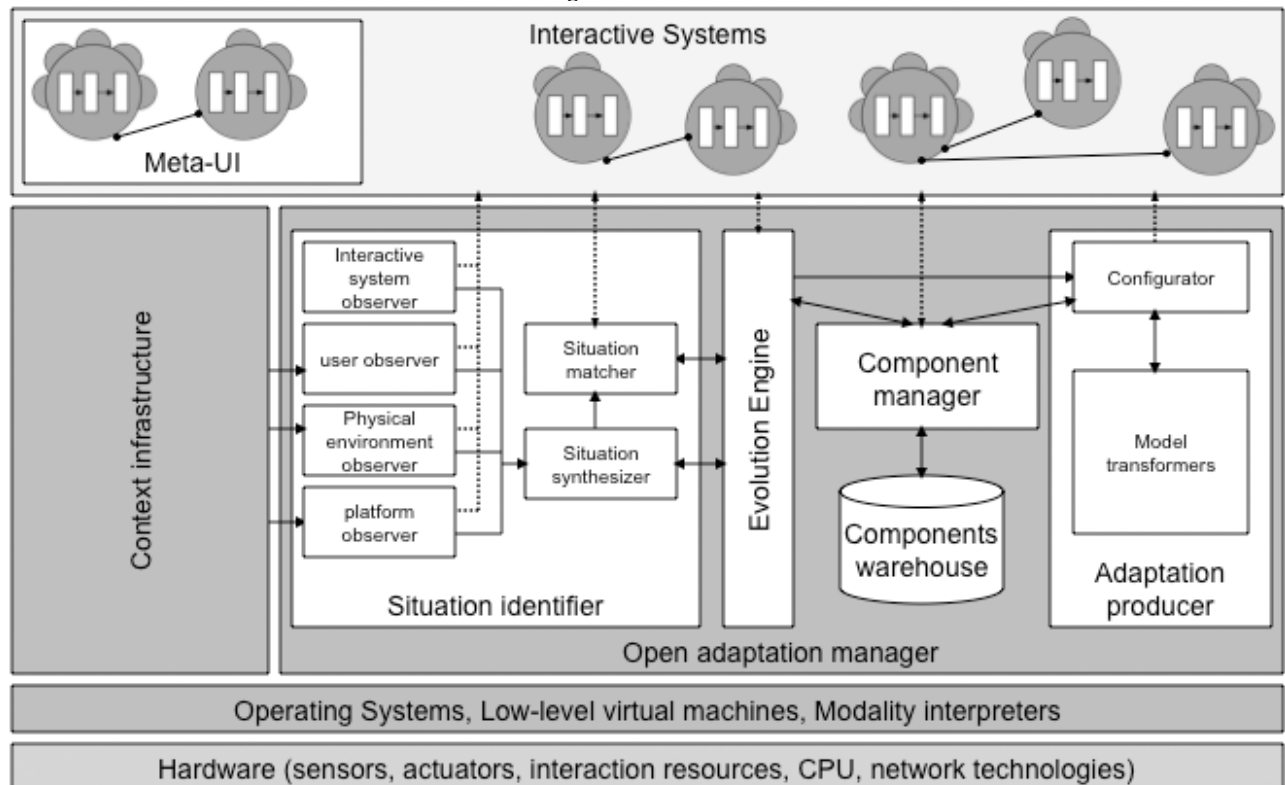 Interactive Systems
Meta-UI
Context infrastructure
Interactive
system
observer
user observer
Physical
environment
observer
platform
observer
Situation
matcher
Situation
synthesizer
Situation identifier
Evolution Engine
Component
manager
Components
warehouse
Configurator
Model
transformers
Adaptation
producer
Open adaptation manager
Operating Systems, Low-level virtual machines, Modality interpreters
Hardware (sensors, actuators, interaction resources, CPU, network technologies)